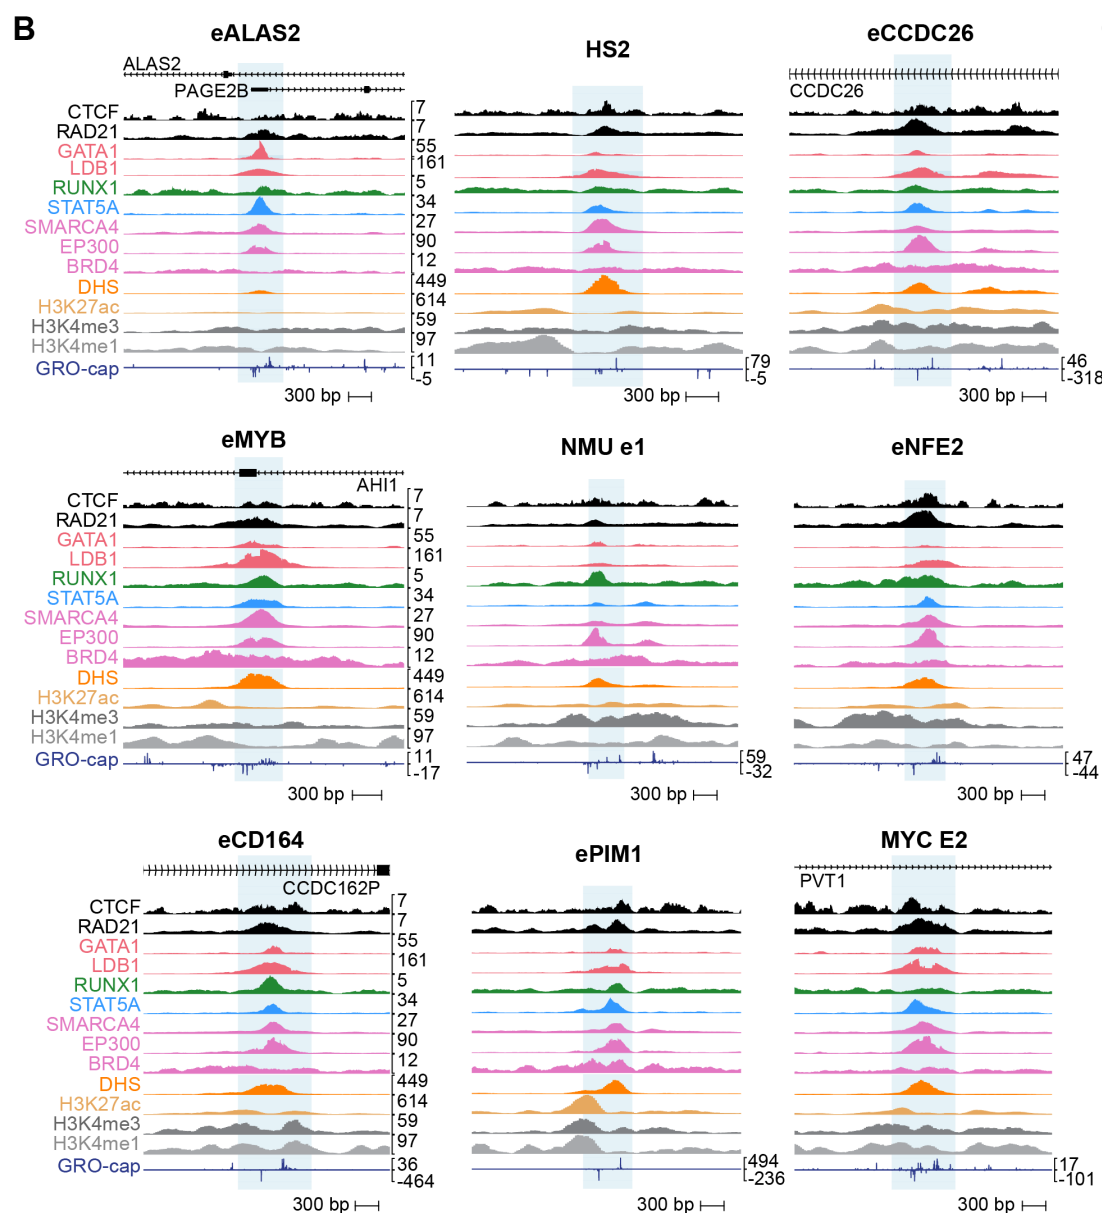 B
eALAS2
HS2
eCCDC26
ALAS2
PAGE2B
CCDC26
CTCF 7
RAD21 7
GATA1 55
LDB1 161
RUNX1 5
STAT5A 34
SMARCA4 27
EP300 90
BRD4 12
DHS 449
H3K27ac 614
H3K4me3 59
H3K4me1 97
GRO-cap 11 79 46
-5 -5 -318
300 bp 300 bp 300 bp
eMYB
NMU e1
eNFE2
AHI1
CTCF 7
RAD21 7
GATA1 55
LDB1 161
RUNX1 5
STAT5A 34
SMARCA4 27
EP300 90
BRD4 12
DHS 449
H3K27ac 614
H3K4me3 59
H3K4me1 97
GRO-cap 11 59 47
-17 -32 -44
300 bp 300 bp 300 bp
eCD164
ePIM1
MYC E2
CCDC162P
PVT1
CTCF 7
RAD21 7
GATA1 55
LDB1 161
RUNX1 5
STAT5A 34
SMARCA4 27
EP300 90
BRD4 12
DHS 449
H3K27ac 614
H3K4me3 59
H3K4me1 97
GRO-cap 36 494 17
-464 -236 -101
300 bp 300 bp 300 bp